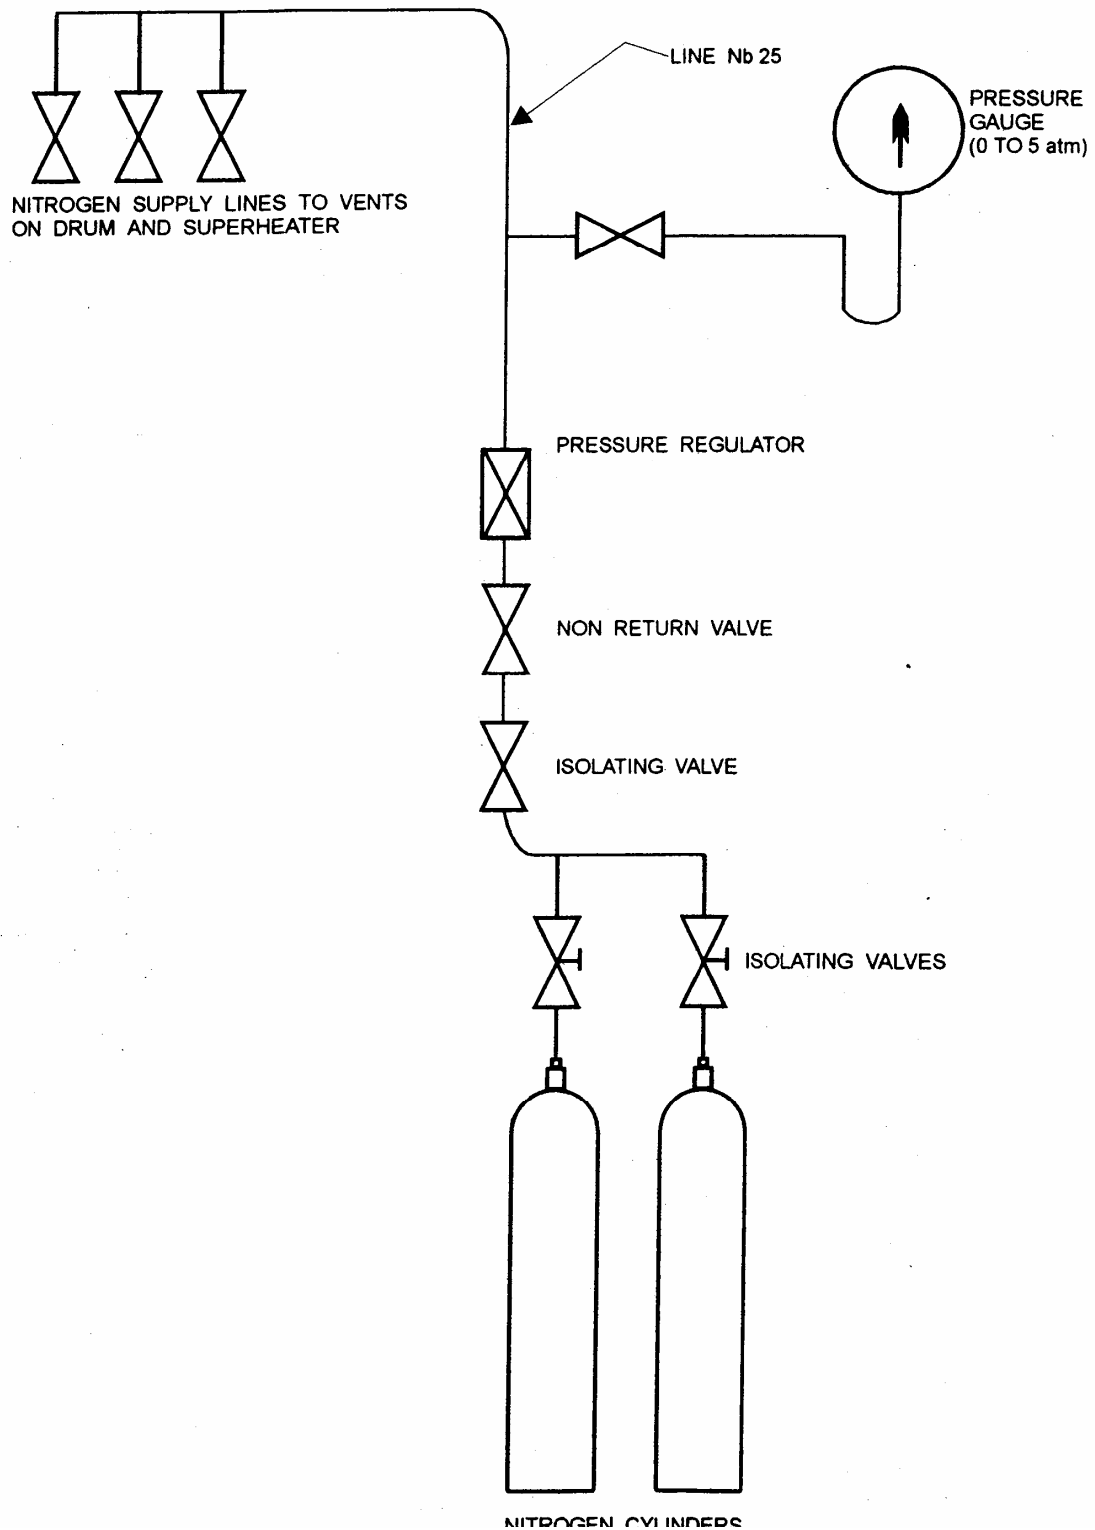 LINE Nb 25
PRESSURE
GAUGE
(0 TO 5 atm)
NITROGEN SUPPLY LINES TO VENTS
ON DRUM AND SUPERHEATER
PRESSURE REGULATOR
NON RETURN VALVE
ISOLATING VALVE
ISOLATING VALVES
NITROGEN CYLINDERS